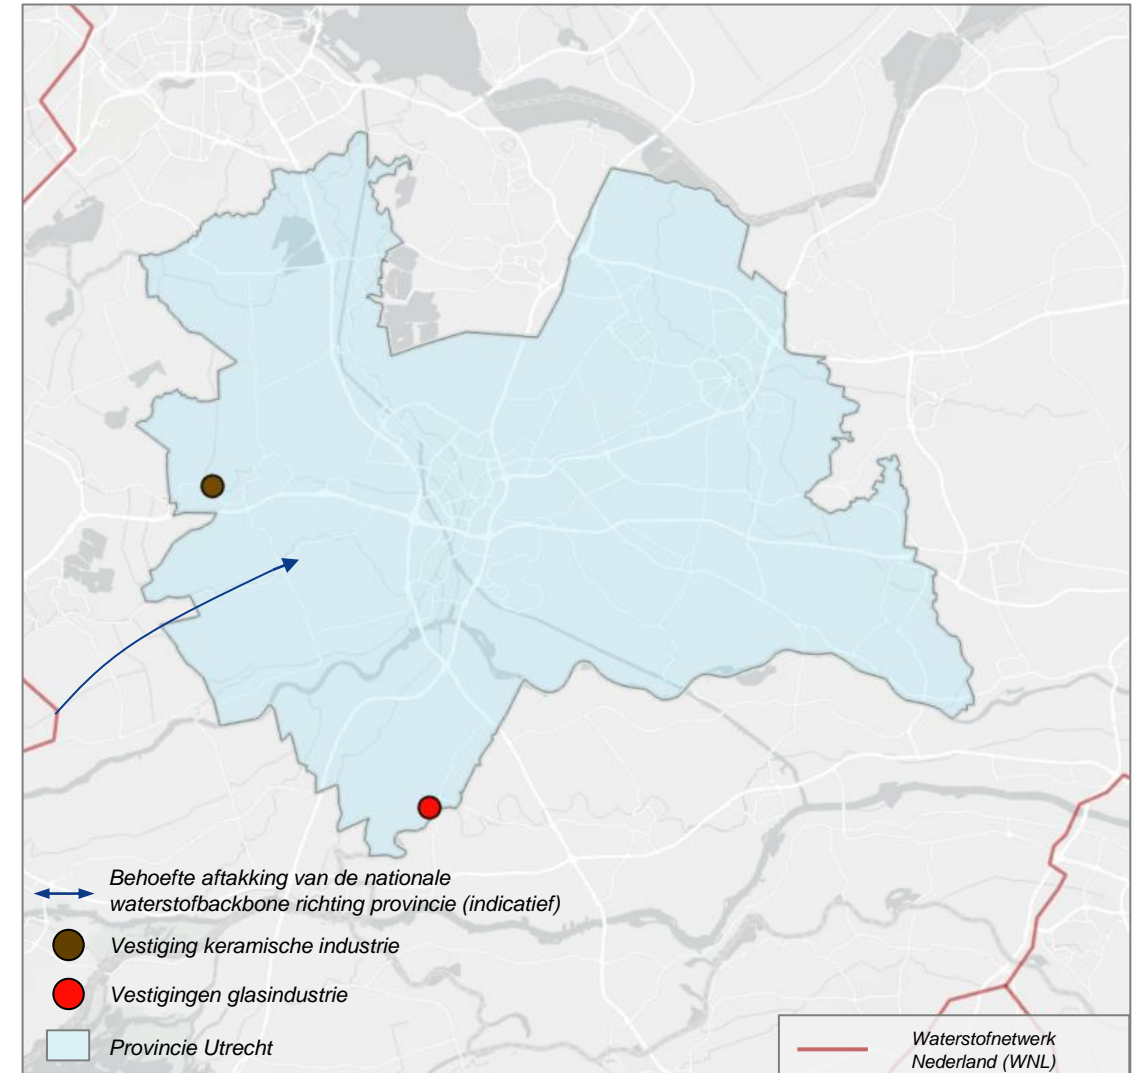 Behoefte aftakking van de nationale
waterstofbackbone richting provincie (indicatief)
Vestiging keramische industrie
Vestigingen glasindustrie
Provincie Utrecht
Waterstofnetwerk
Nederland (WNL)